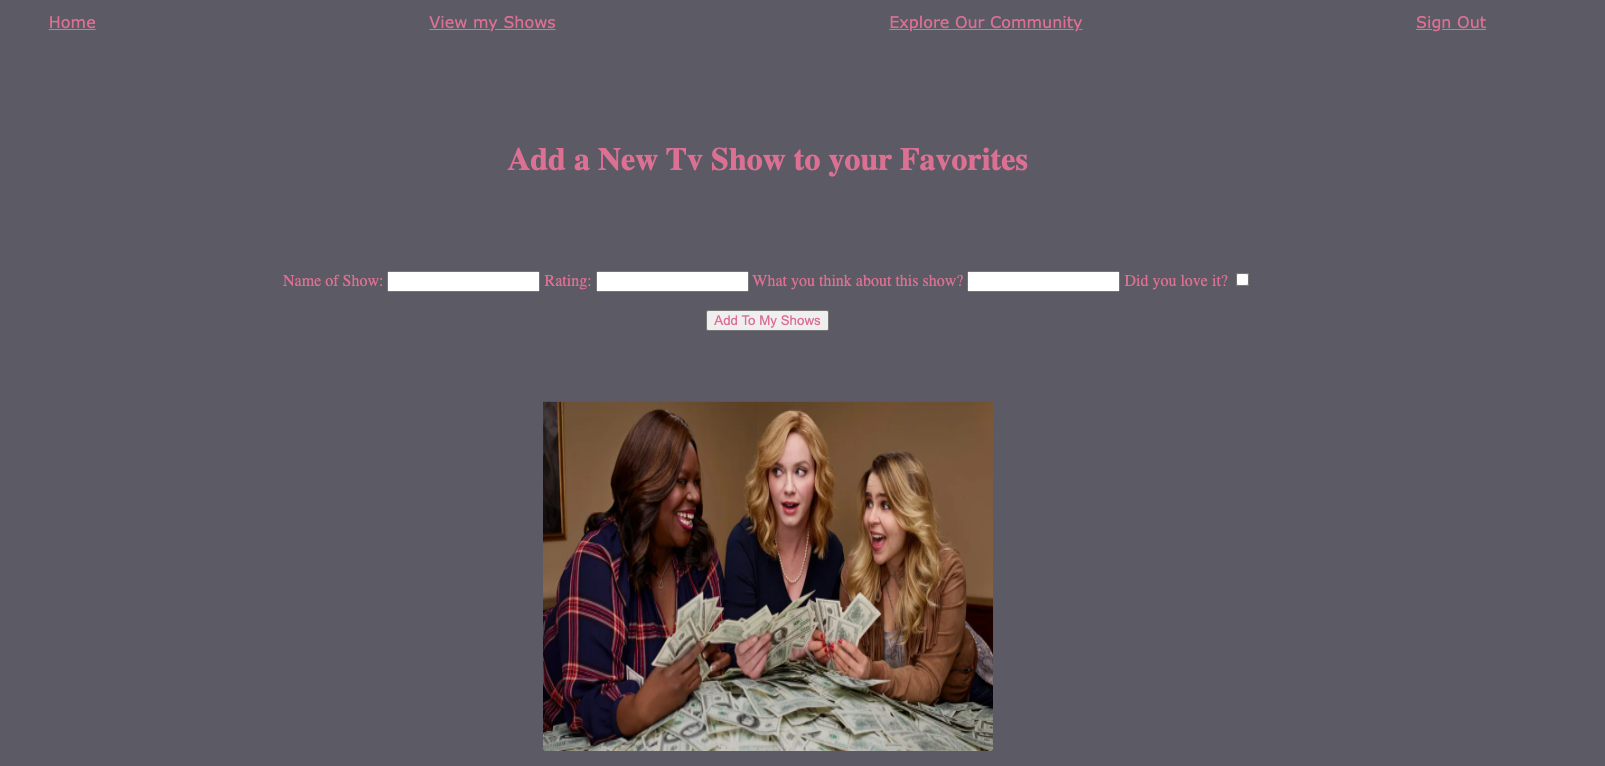 Home View my Shows Explore Our Community Sign Out
Add a New Tv Show to your Favorites
Name of Show: Rating: What you think about this show? Did you love it?
Add To My Shows